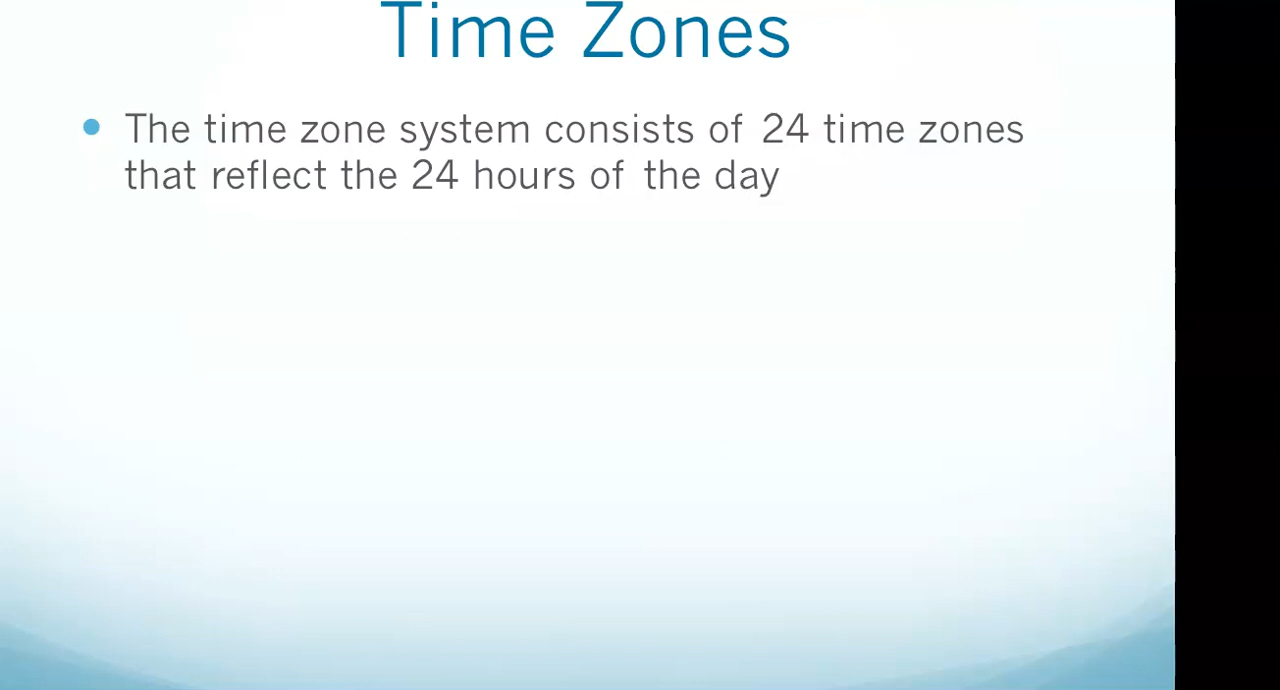 Time Zones
The time zone system consists of 24 time zones
that reflect the 24 hours of the day